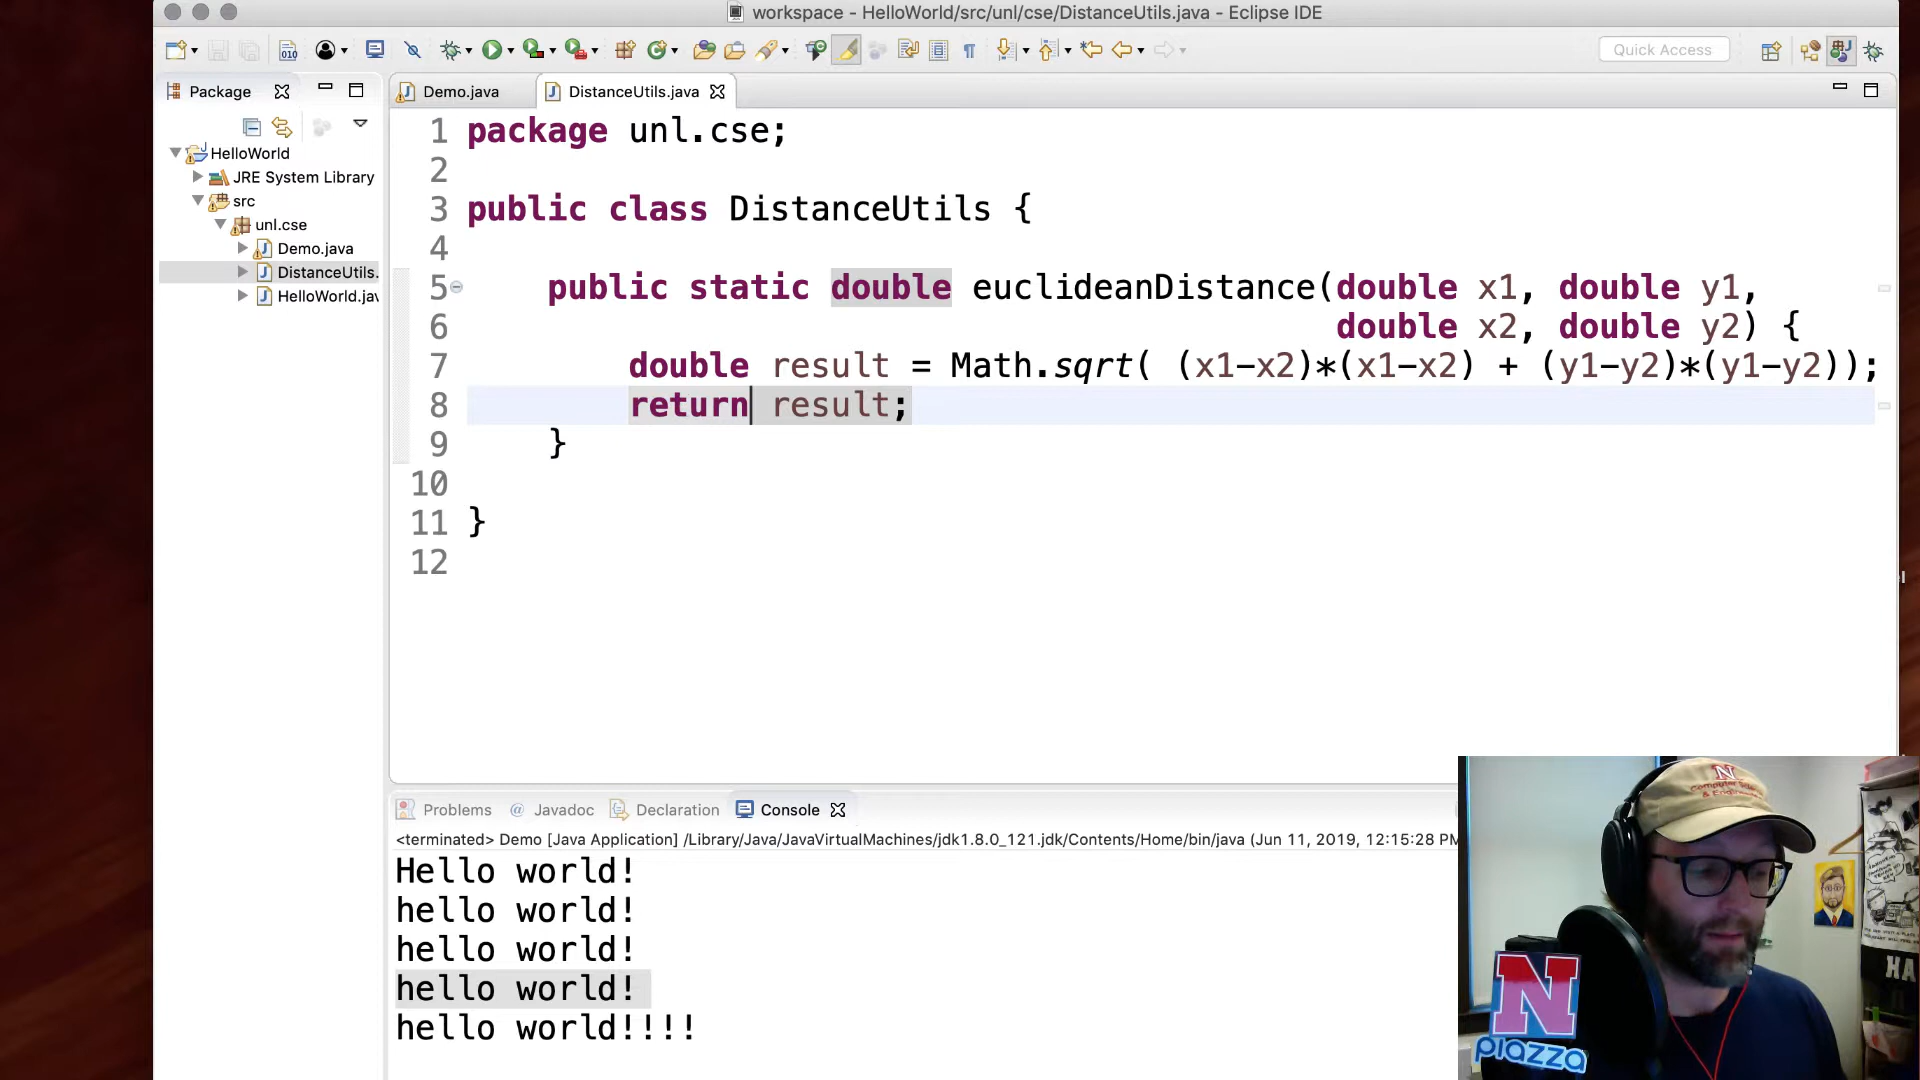 workspace - HelloWorld/src/unl/cse/DistanceUtils.java - Eclipse IDE
Quick Access
Package
Demo.java
DistanceUtils.java
HelloWorld
JRE System Library
src
unl.cse
Demo.java
DistanceUtils.
HelloWorld.jav
1 package unl.cse;
2
3 public class DistanceUtils {
4
5 public static double euclideanDistance(double x1, double y1,
6 double x2, double y2) {
7 double result = Math.sqrt( (x1-x2)*(x1-x2) + (y1-y2)*(y1-y2));
8 return result;
9 }
10
11 }
12
Problems
Javadoc
Declaration
Console
<terminated> Demo [Java Application] /Library/Java/JavaVirtualMachines/jdk1.8.0_121.jdk/Contents/Home/bin/java (Jun 11, 2019, 12:15:28 PM
Hello world!
hello world!
hello world!
hello world!
hello world!!!!
N
Computer
N
piazza
HA